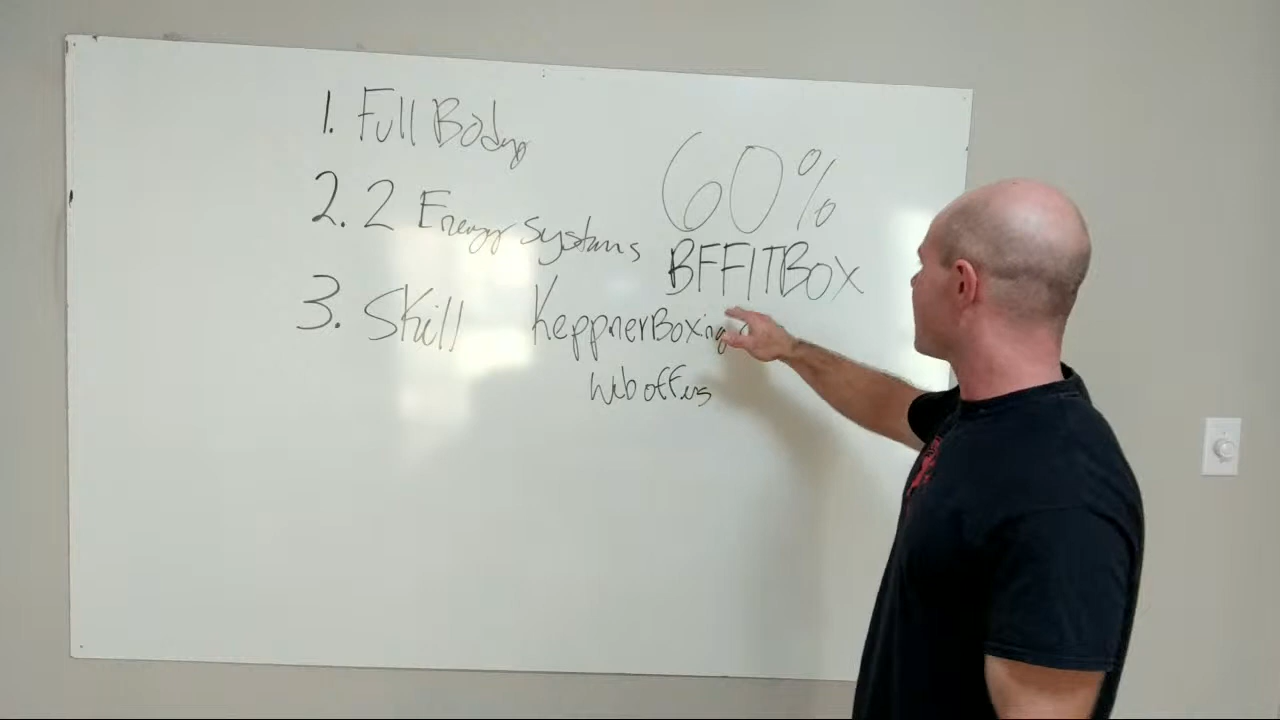 1. Full Body
2. 2 Energy Systems
3. Skill
60%
BFFITBOX
KeppnerBoxing
Web offers